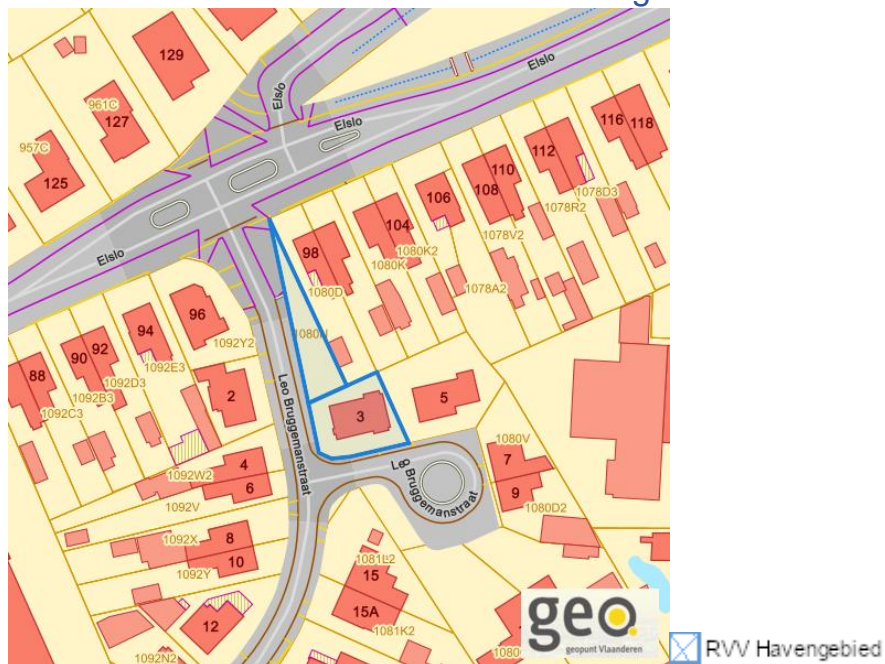 129
961C
127
957C
125
Elslo
Elslo
Elslo
Elslo
116
118
112
110
108
1078D3
1078R2
106
104
1078V2
98
1080K2
1080K
1080D
1078A2
96
94
1092Y2
92
90
1092E3
88
1092D3
1092B3
1092C3
2
Leo Bruggemanstraat
3
5
1080V
7
9
1080D2
Leo Bruggemanstraat
4
6
1092W2
1092V
8
10
1092X
1092Y
1081L2
15
15A
1081K2
12
1092N2
geo
geopunt Vlaanderen
RVV Havengebied